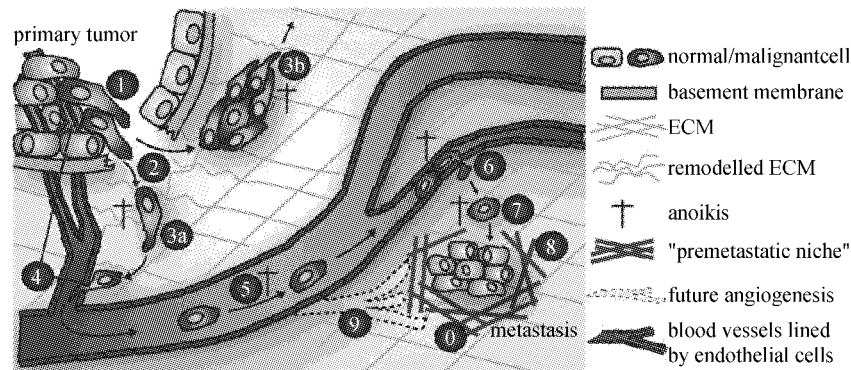 primary tumor
1
3b
2
3a
4
5
6
7
8
9
0
metastasis
normal/malignantcell
basement membrane
ECM
remodelled ECM
anoikis
"premetastatic niche"
future angiogenesis
blood vessels lined
by endothelial cells